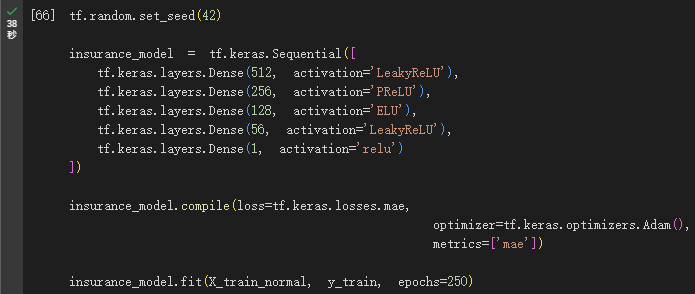 [66] tf.random.set_seed(42)
38
秒
insurance_model = tf.keras.Sequential([
tf.keras.layers.Dense(512, activation='LeakyReLU'),
tf.keras.layers.Dense(256, activation='PReLU'),
tf.keras.layers.Dense(128, activation='ELU'),
tf.keras.layers.Dense(56, activation='LeakyReLU'),
tf.keras.layers.Dense(1, activation='relu')
])
insurance_model.compile(loss=tf.keras.losses.mae,
optimizer=tf.keras.optimizers.Adam(),
metrics=['mae'])
insurance_model.fit(X_train_normal, y_train, epochs=250)